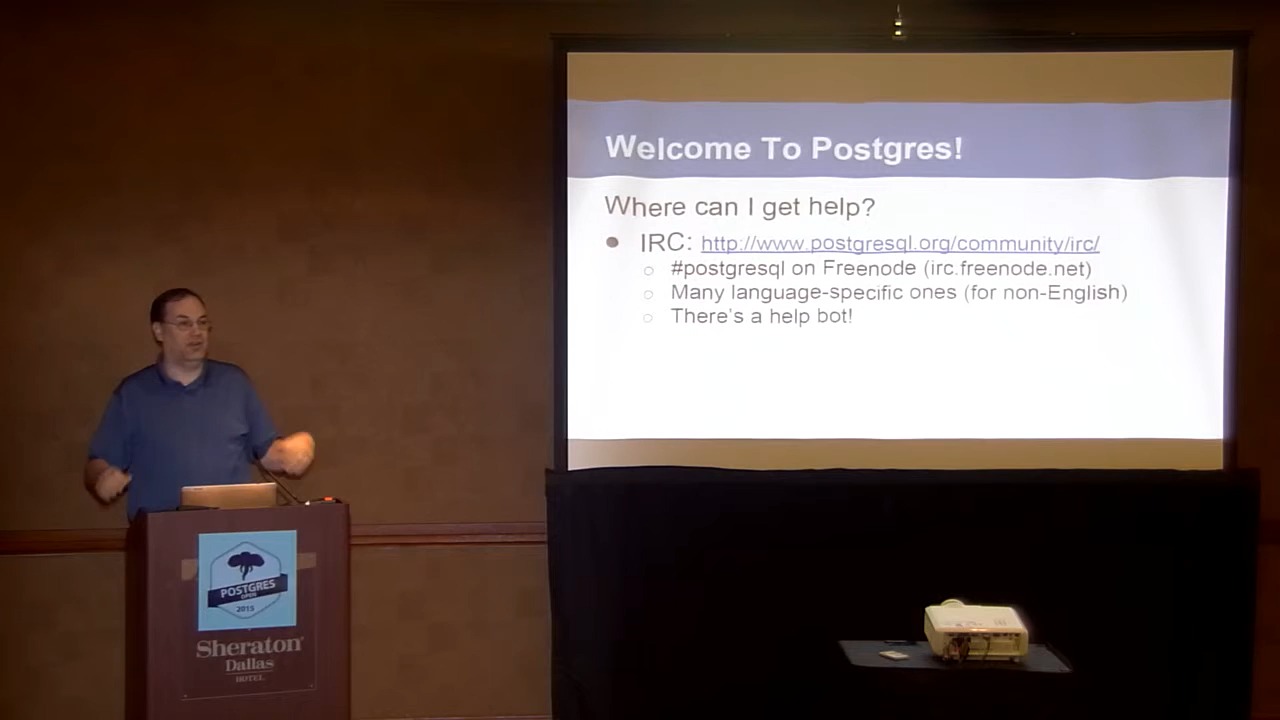 Welcome To Postgres!
Where can I get help?
● IRC: http://www.postgresql.org/community/irc/
○ #postgresql on Freenode (irc.freenode.net)
○ Many language-specific ones (for non-English)
○ There's a help bot!
POSTGRES
OPEN
2015
Sheraton
Dallas
HOTEL